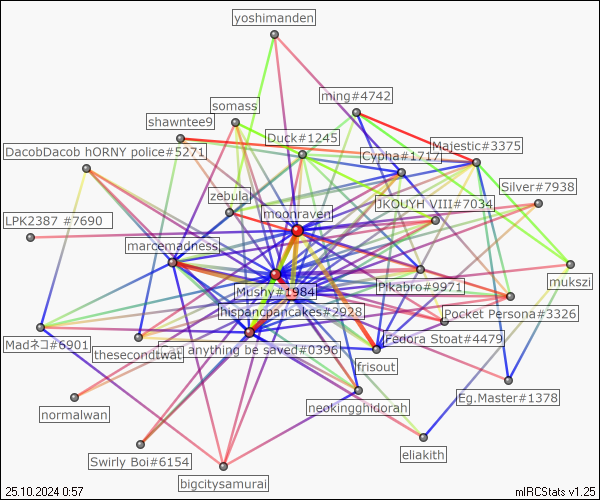 yoshimanden
ming#4742
somass
shawntee9
Duck#1245
Majestic#3375
DacobDacob hORNY police#5271
Cypha#1717
Silver#7938
zebulal
JKOUYH VIII#7034
moonraven
LPK2387 #7690
marcemadness
mukszi
Pikabro#9971
Mushy#1984
hispancpancakes#2928
Pocket Persona#3326
Fedora Stoat#4479
Madネコ#6901
thesecondtwat
anything be saved#0396
frisout
Eg.Master#1378
neokingghidorah
normalwan
eliakith
Swirly Boi#6154
bigcitysamurai
25.10.2024 0:57
mIRCStats v1.25